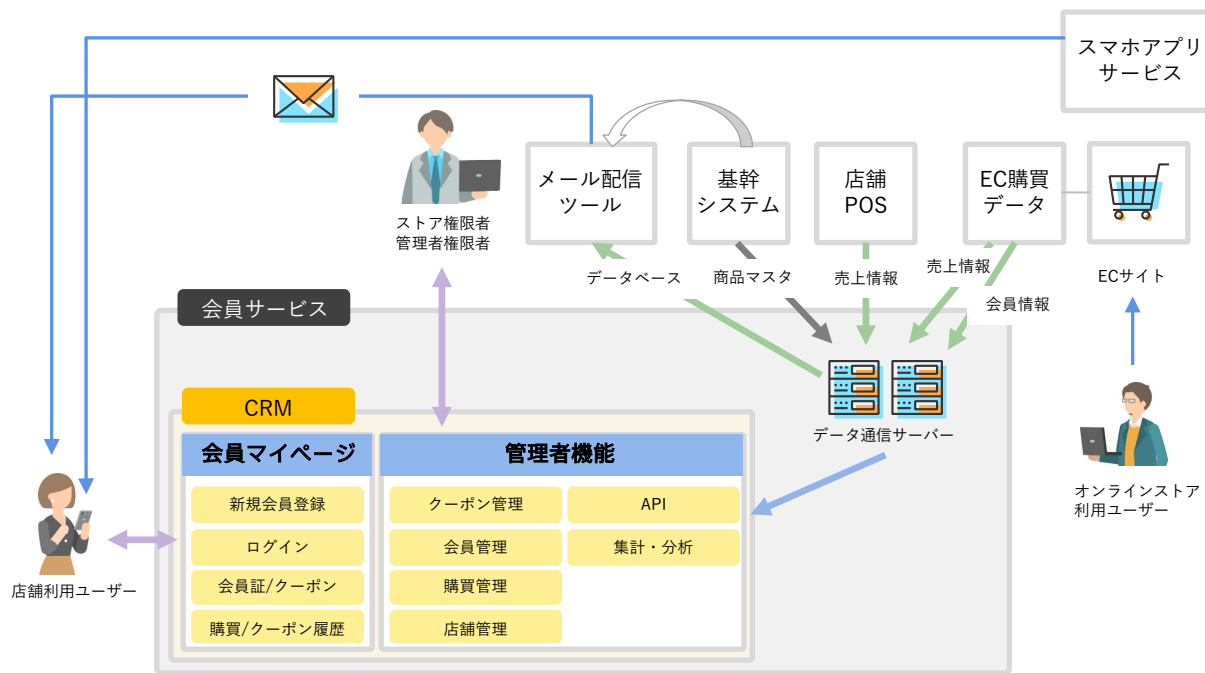 スマホアプリ
サービス
メール配信
ツール
基幹
システム
店舗
POS
EC購買
データ
ストア権限者
管理者権限者
データベース
商品マスタ
売上情報
売上情報
会員情報
ECサイト
会員サービス
CRM
データ通信サーバー
会員マイページ
管理者機能
新規会員登録
ログイン
会員証/クーポン
購買/クーポン履歴
クーポン管理
会員管理
購買管理
店舗管理
API
集計・分析
店舗利用ユーザー
オンラインストア
利用ユーザー